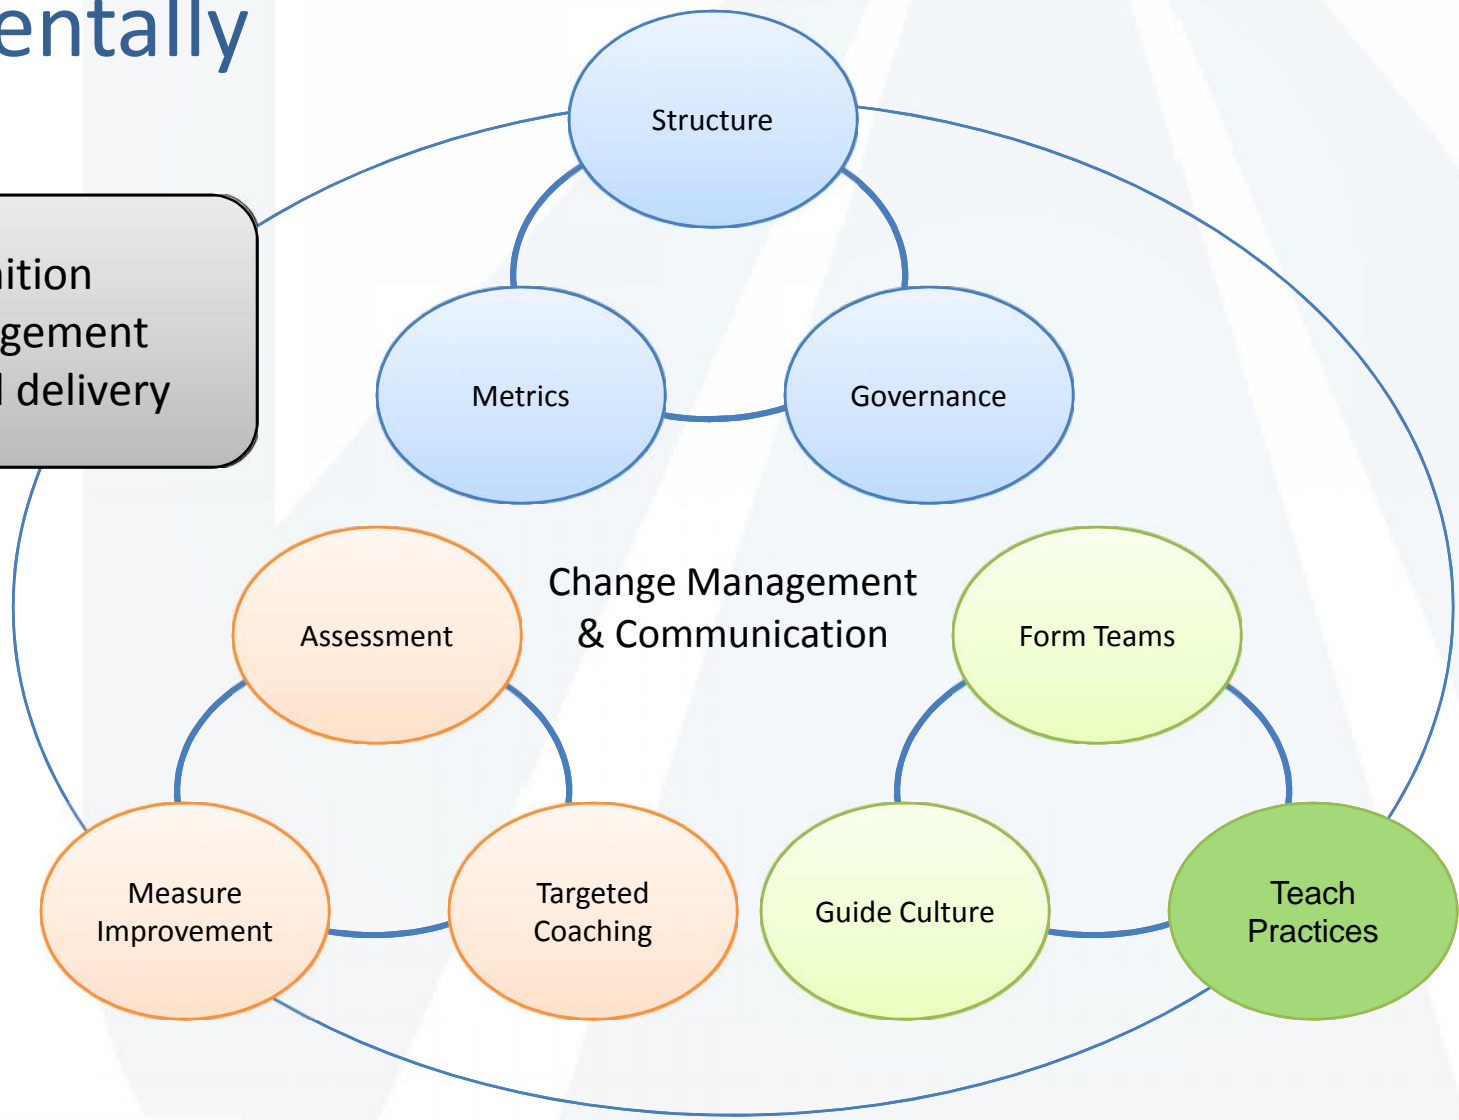 entally
Structure
nition
gement
d delivery
Metrics
Governance
Change Management
& Communication
Assessment
Form Teams
Measure
Improvement
Targeted
Coaching
Guide Culture
Teach
Practices